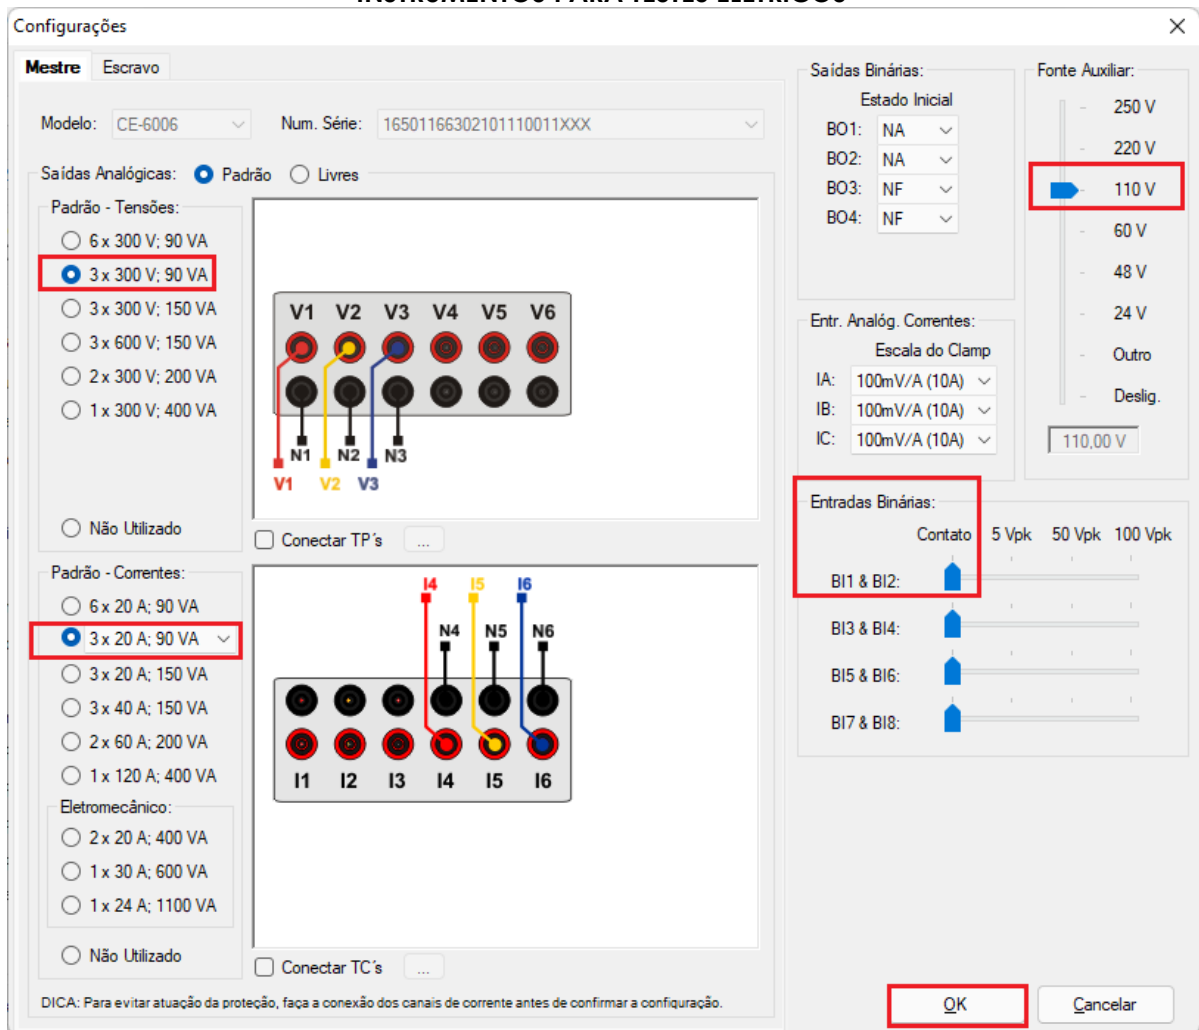 INSTRUMENTOS PARA TESTES ELÉTRICOS
Configurações
Mestre Escravo
Modelo: CE-6006 Num. Série: 16501166302101110011XXX
Saídas Analógicas: Padrão Livres
Padrão - Tensões:
6 x 300 V; 90 VA
3 x 300 V; 90 VA
3 x 300 V; 150 VA
3 x 600 V; 150 VA
2 x 300 V; 200 VA
1 x 300 V; 400 VA
Não Utilizado
V1 V2 V3 V4 V5 V6
N1 N2 N3
V1 V2 V3
Conectar TP´s ...
Padrão - Correntes:
6 x 20 A; 90 VA
3 x 20 A; 90 VA
3 x 20 A; 150 VA
3 x 40 A; 150 VA
2 x 60 A; 200 VA
1 x 120 A; 400 VA
Eletromecânico:
2 x 20 A; 400 VA
1 x 30 A; 600 VA
1 x 24 A; 1100 VA
Não Utilizado
I4 I5 I6
N4 N5 N6
I1 I2 I3 I4 I5 I6
Conectar TC´s ...
DICA: Para evitar atuação da proteção, faça a conexão dos canais de corrente antes de confirmar a configuração.
Saídas Binárias:
Estado Inicial
BO1: NA
BO2: NA
BO3: NF
BO4: NF
Fonte Auxiliar:
250 V
220 V
110 V
60 V
48 V
24 V
Outro
Deslig.
110,00 V
Entr. Analóg. Correntes:
Escala do Clamp
IA: 100mV/A (10A)
IB: 100mV/A (10A)
IC: 100mV/A (10A)
Entradas Binárias:
Contato 5 Vpk 50 Vpk 100 Vpk
BI1 & BI2:
BI3 & BI4:
BI5 & BI6:
BI7 & BI8:
OK Cancelar